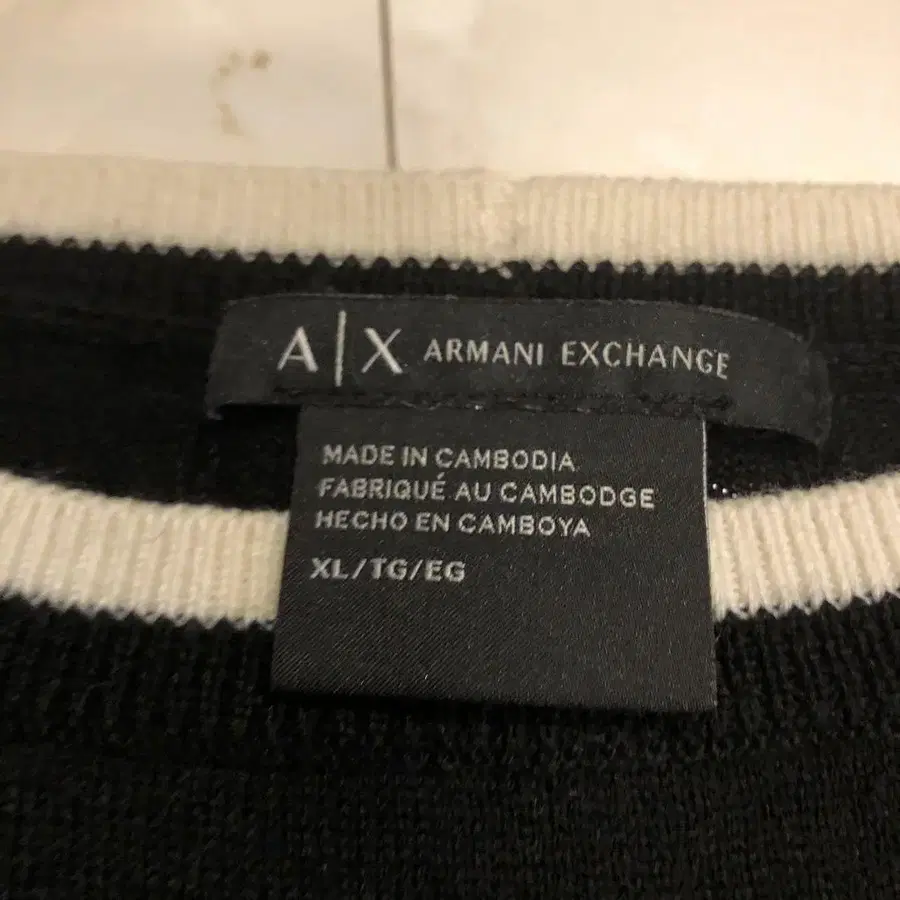 A|X ARMANI EXCHANGE
MADE IN CAMBODIA
FABRIQUÉ AU CAMBODGE
HECHO EN CAMBOYA
XL/TG/EG